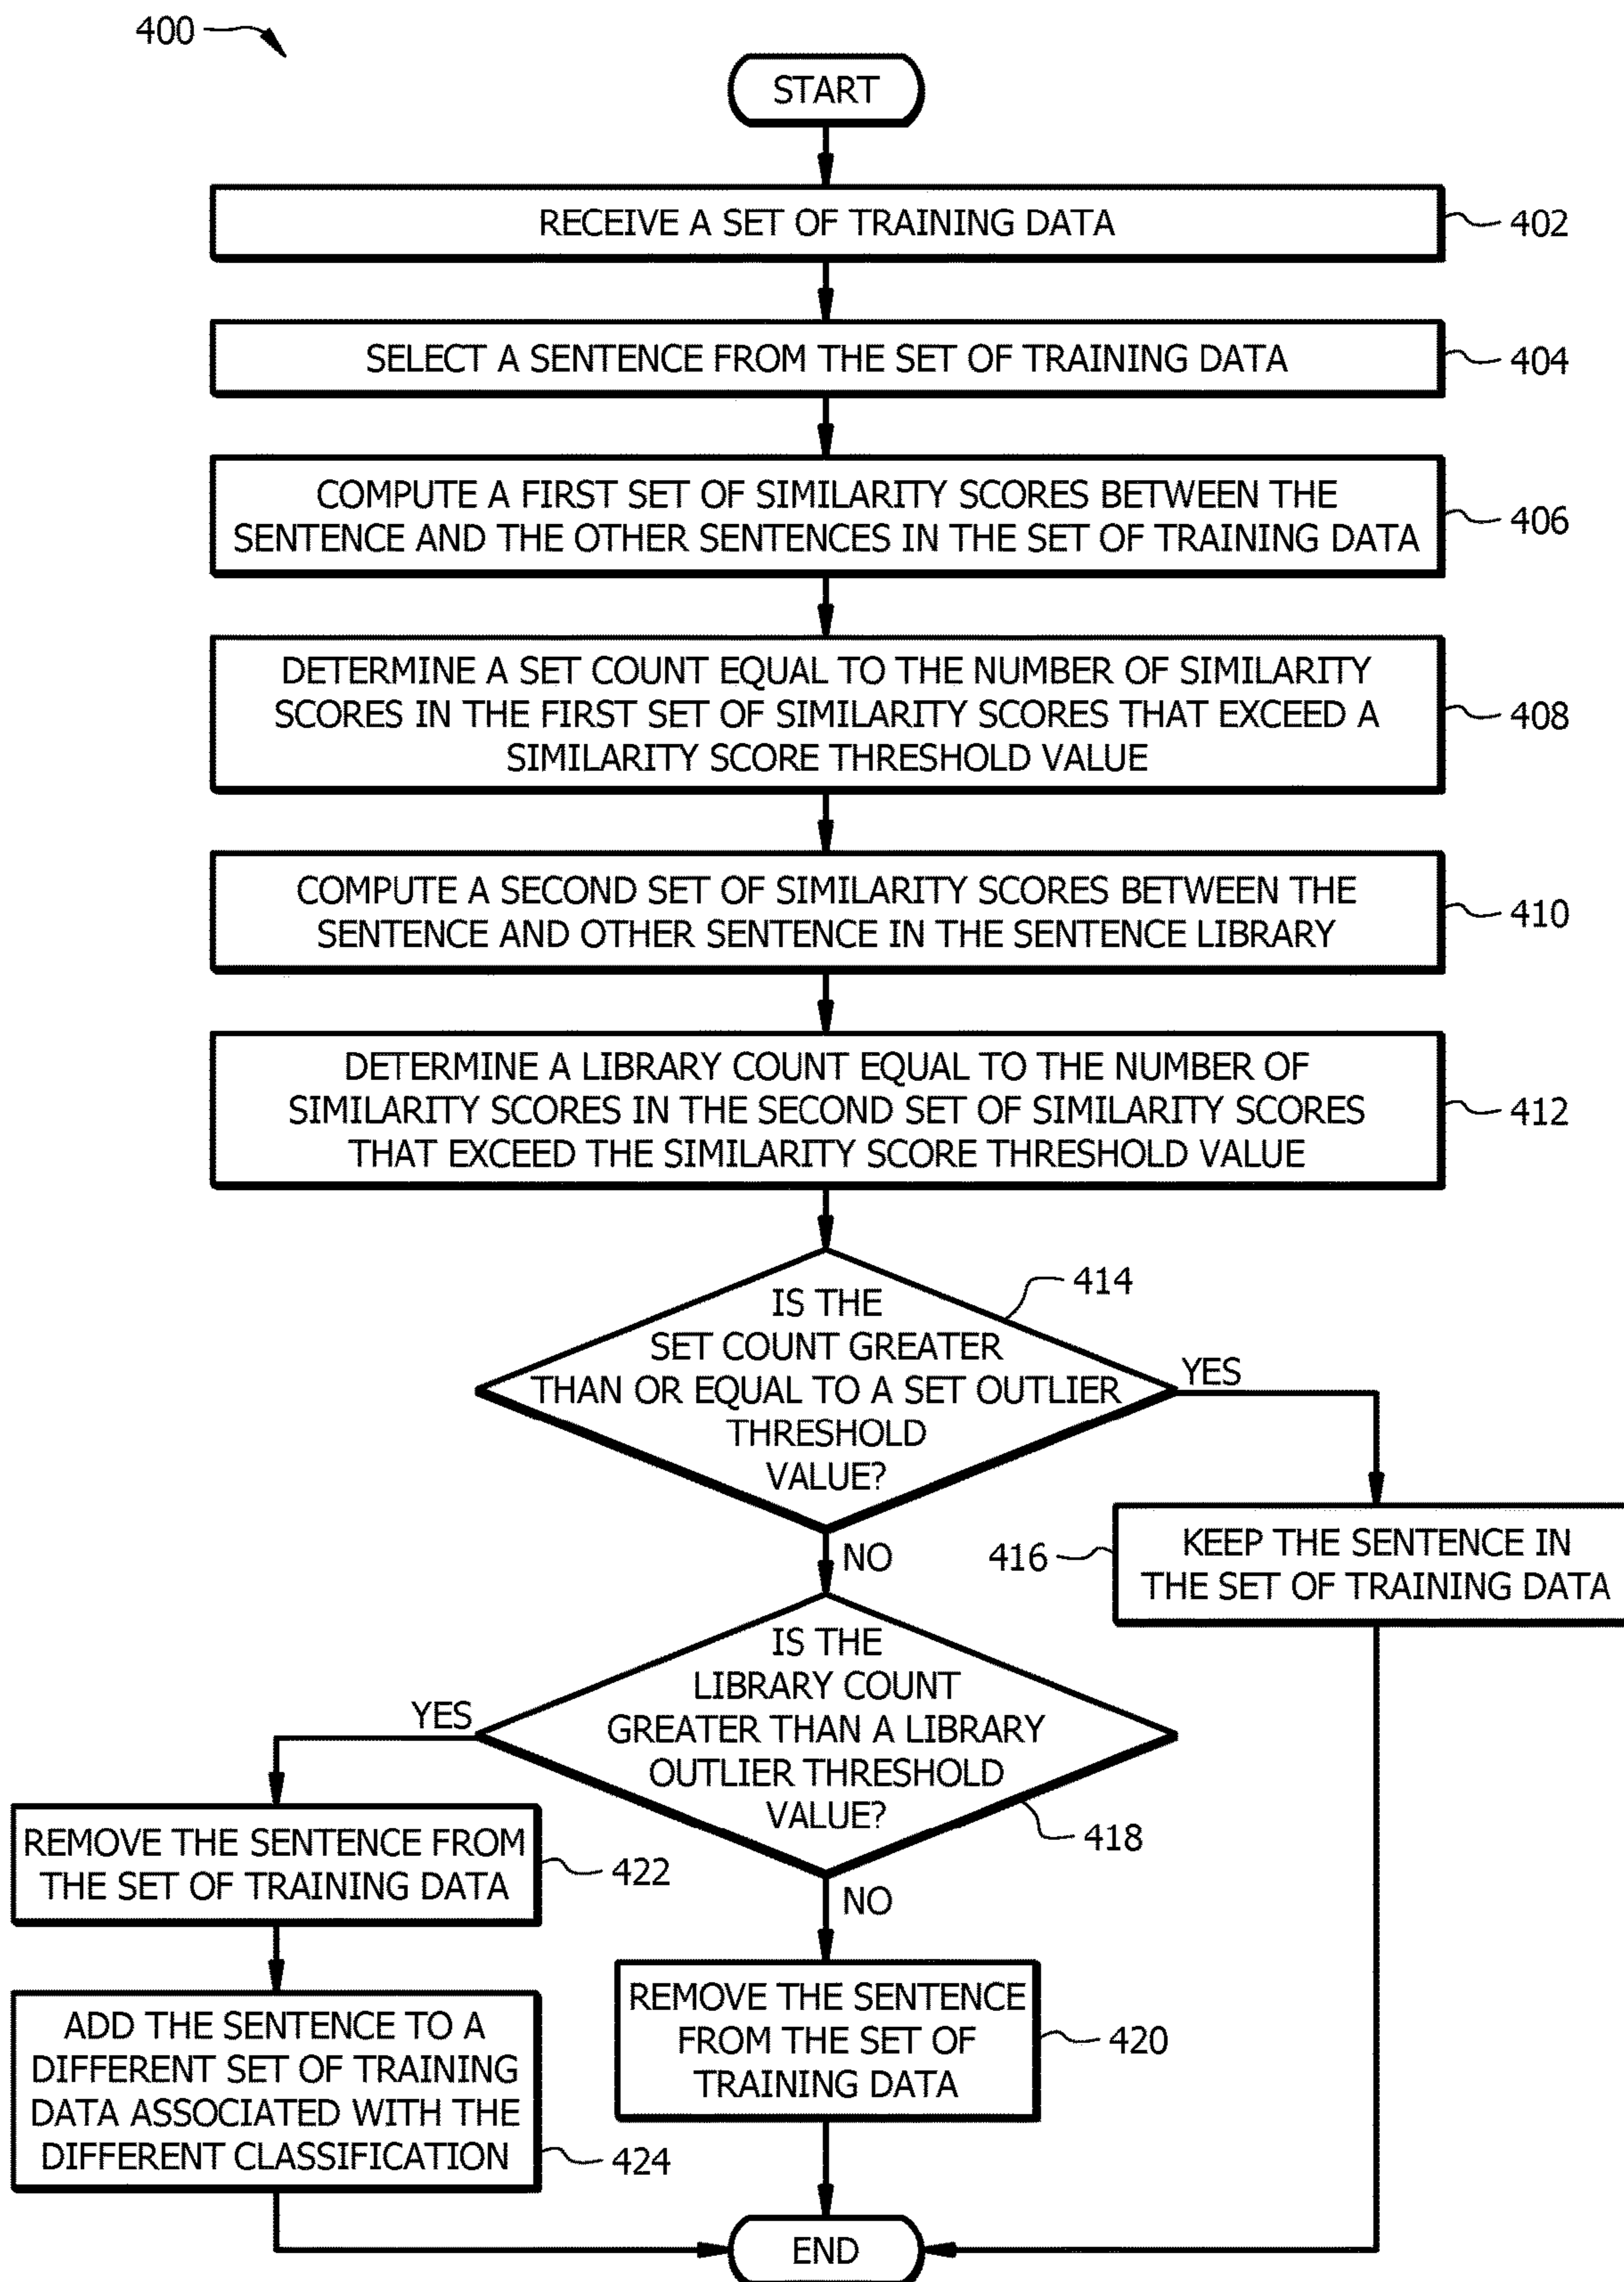 400
START
RECEIVE A SET OF TRAINING DATA
402
SELECT A SENTENCE FROM THE SET OF TRAINING DATA
404
COMPUTE A FIRST SET OF SIMILARITY SCORES BETWEEN THE
SENTENCE AND THE OTHER SENTENCES IN THE SET OF TRAINING DATA
406
DETERMINE A SET COUNT EQUAL TO THE NUMBER OF SIMILARITY
SCORES IN THE FIRST SET OF SIMILARITY SCORES THAT EXCEED A
SIMILARITY SCORE THRESHOLD VALUE
408
COMPUTE A SECOND SET OF SIMILARITY SCORES BETWEEN THE
SENTENCE AND OTHER SENTENCE IN THE SENTENCE LIBRARY
410
DETERMINE A LIBRARY COUNT EQUAL TO THE NUMBER OF
SIMILARITY SCORES IN THE SECOND SET OF SIMILARITY SCORES
THAT EXCEED THE SIMILARITY SCORE THRESHOLD VALUE
412
IS THE
SET COUNT GREATER
THAN OR EQUAL TO A SET OUTLIER
THRESHOLD
VALUE?
414
YES
NO
416
KEEP THE SENTENCE IN
THE SET OF TRAINING DATA
IS THE
LIBRARY COUNT
GREATER THAN A LIBRARY
OUTLIER THRESHOLD
VALUE?
418
YES
NO
REMOVE THE SENTENCE FROM
THE SET OF TRAINING DATA
422
REMOVE THE SENTENCE
FROM THE SET OF
TRAINING DATA
420
ADD THE SENTENCE TO A
DIFFERENT SET OF TRAINING
DATA ASSOCIATED WITH THE
DIFFERENT CLASSIFICATION
424
END